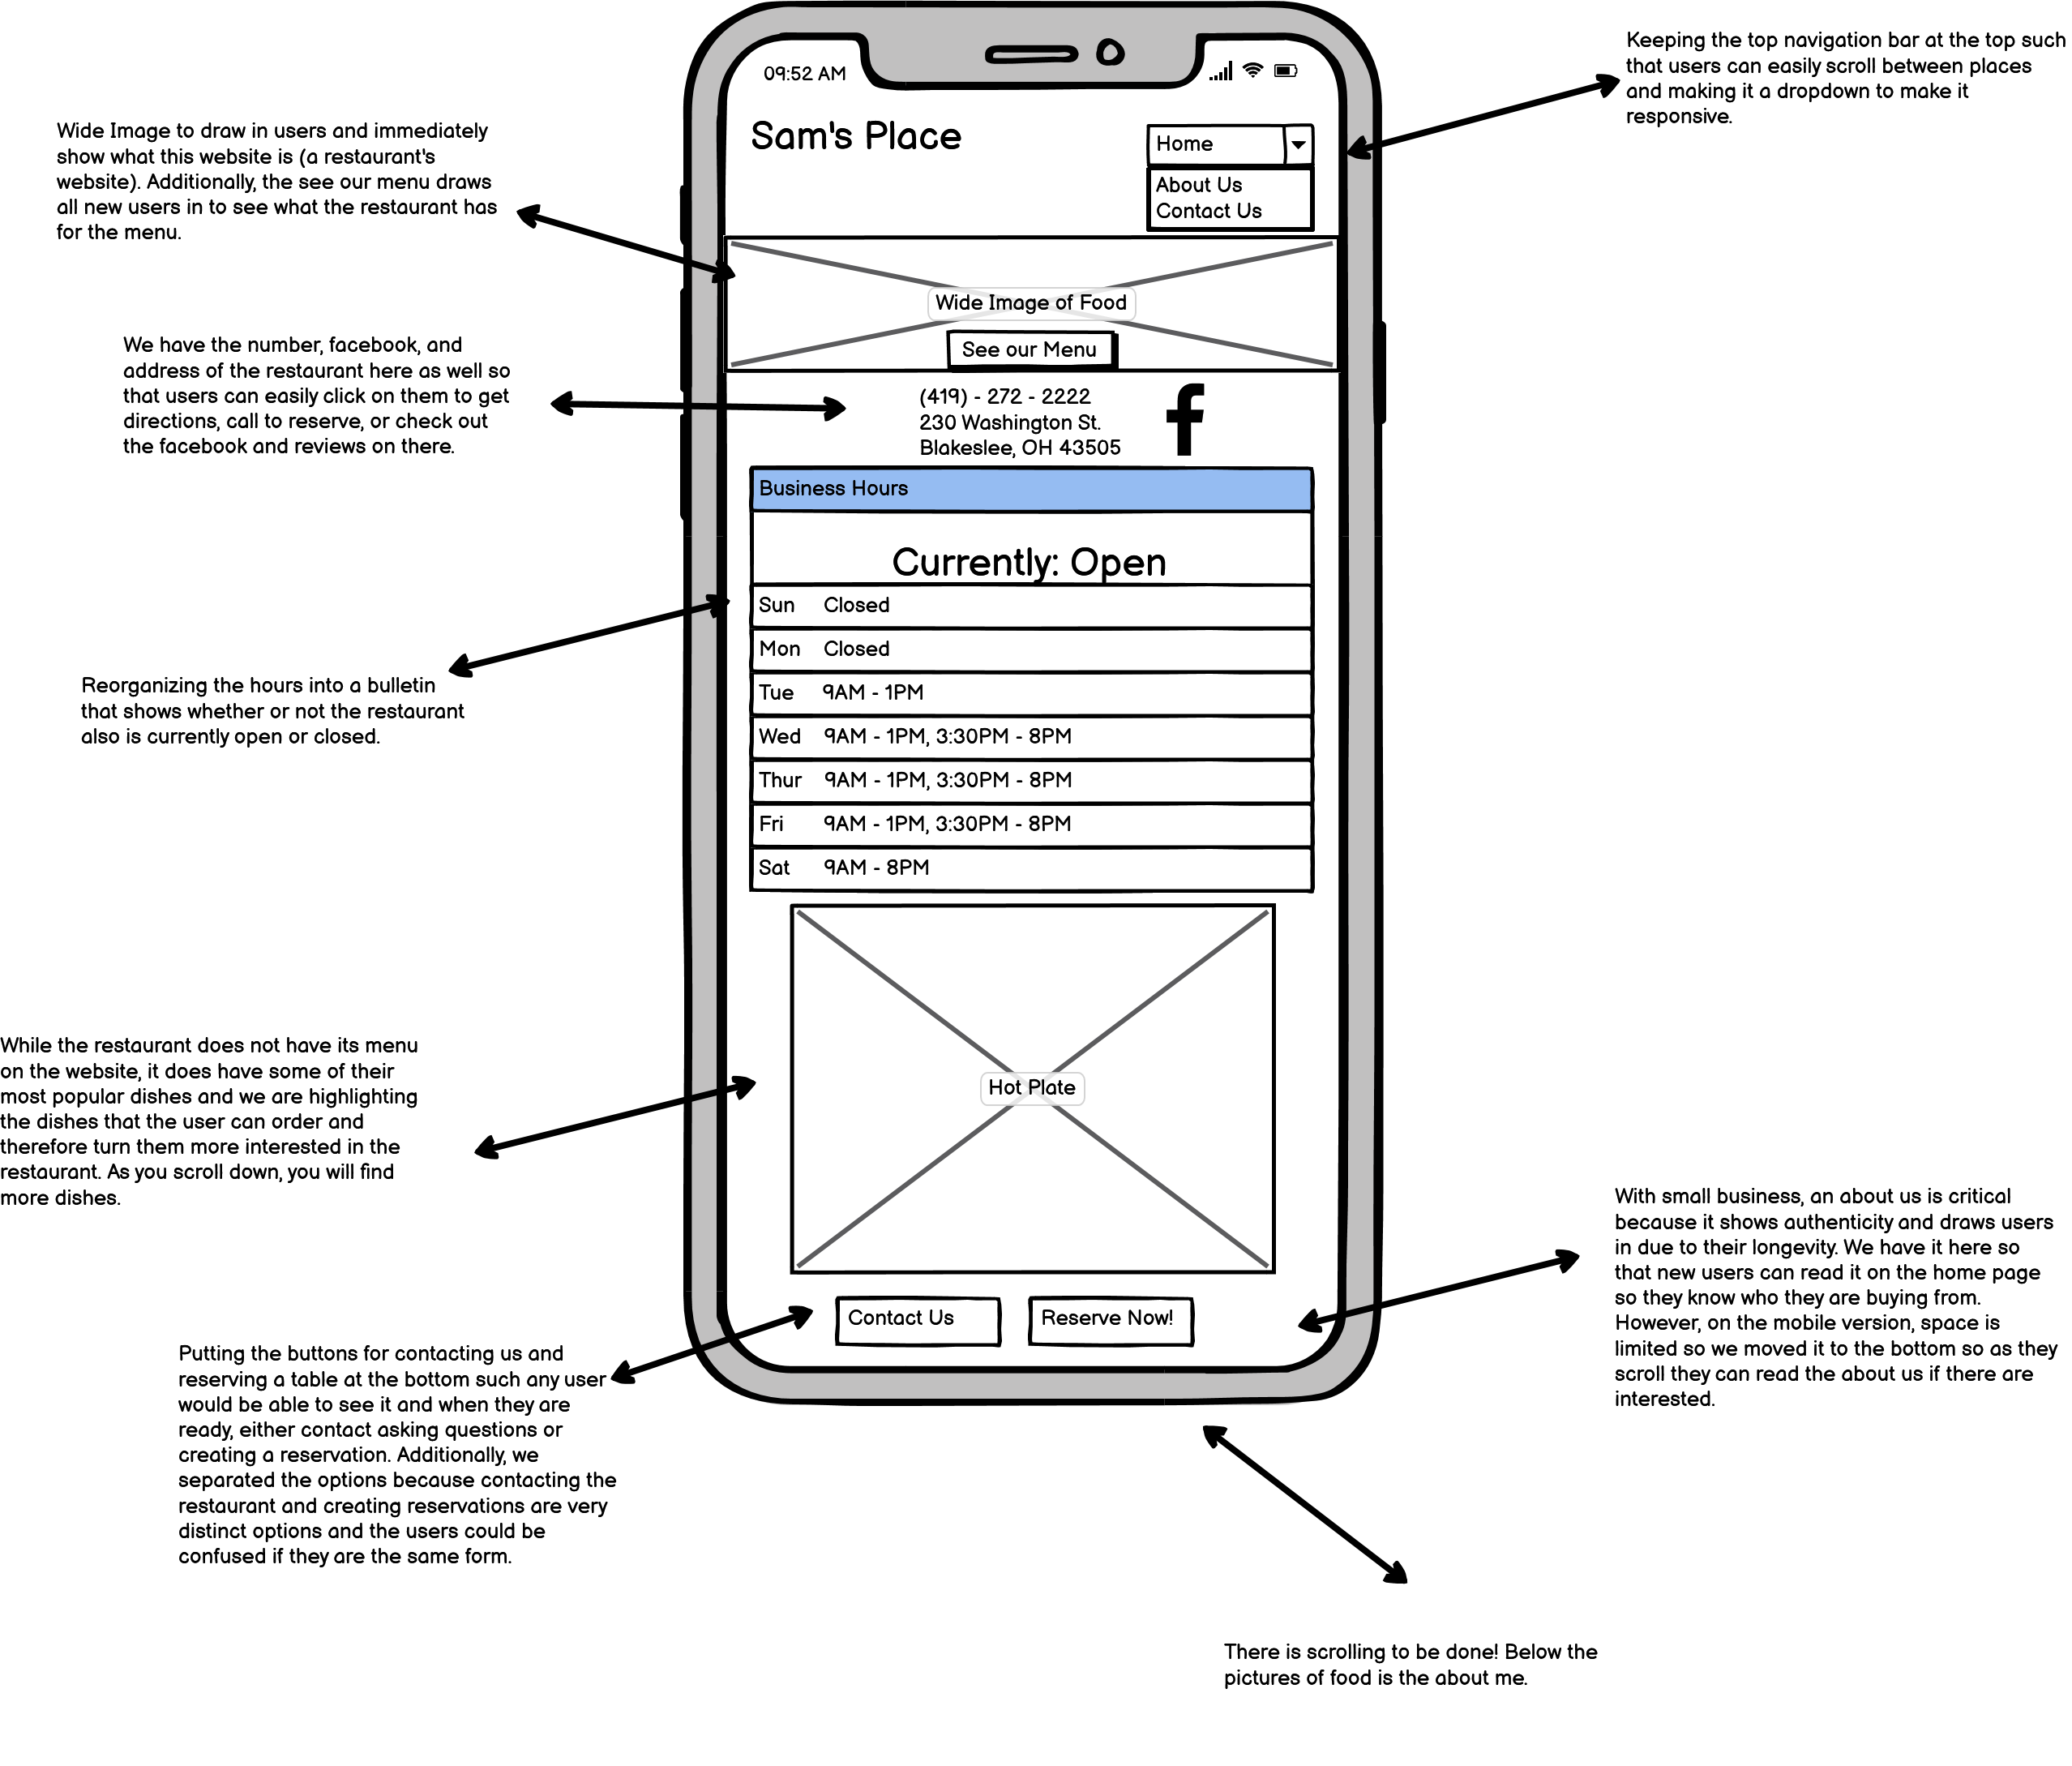 Keeping the top navigation bar at the top such
that users can easily scroll between places
and making it a dropdown to make it
responsive.
09:52 AM
Sam's Place
Home
About Us
Contact Us
Wide Image to draw in users and immediately
show what this website is (a restaurant's
website). Additionally, the see our menu draws
all new users in to see what the restaurant has
for the menu.
Wide Image of Food
See our Menu
We have the number, facebook, and
address of the restaurant here as well so
that users can easily click on them to get
directions, call to reserve, or check out
the facebook and reviews on there.
(419) - 272 - 2222
230 Washington St.
Blakeslee, OH 43505
f
Business Hours
Currently: Open
Sun Closed
Mon Closed
Tue 9AM - 1PM
Wed 9AM - 1PM, 3:30PM - 8PM
Thur 9AM - 1PM, 3:30PM - 8PM
Fri 9AM - 1PM, 3:30PM - 8PM
Sat 9AM - 8PM
Reorganizing the hours into a bulletin
that shows whether or not the restaurant
also is currently open or closed.
While the restaurant does not have its menu
on the website, it does have some of their
most popular dishes and we are highlighting
the dishes that the user can order and
therefore turn them more interested in the
restaurant. As you scroll down, you will find
more dishes.
Hot Plate
With small business, an about us is critical
because it shows authenticity and draws users
in due to their longevity. We have it here so
that new users can read it on the home page
so they know who they are buying from.
However, on the mobile version, space is
limited so we moved it to the bottom so as they
scroll they can read the about us if there are
interested.
Contact Us
Reserve Now!
Putting the buttons for contacting us and
reserving a table at the bottom such any user
would be able to see it and when they are
ready, either contact asking questions or
creating a reservation. Additionally, we
separated the options because contacting the
restaurant and creating reservations are very
distinct options and the users could be
confused if they are the same form.
There is scrolling to be done! Below the
pictures of food is the about me.